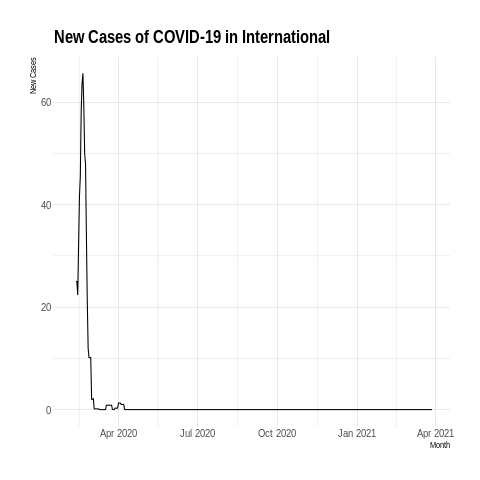 New Cases of COVID-19 in International
New Cases
60
40
20
0
Apr 2020 Jul 2020 Oct 2020 Jan 2021 Apr 2021
Month